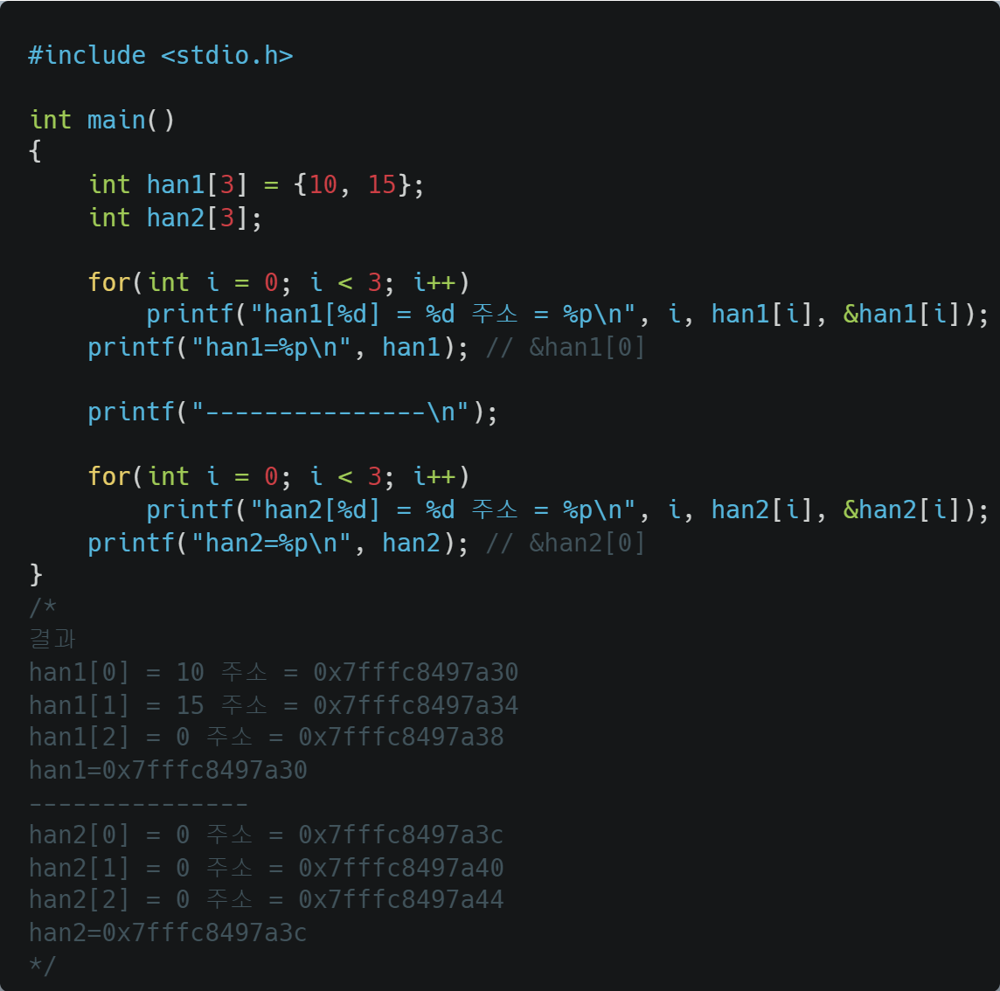 #include <stdio.h>

int main()
{
    int han1[3] = {10, 15};
    int han2[3];

    for(int i = 0; i < 3; i++)
        printf("han1[%d] = %d 주소 = %p\n", i, han1[i], &han1[i]);
    printf("han1=%p\n", han1); // &han1[0]

    printf("---------------\n");

    for(int i = 0; i < 3; i++)
        printf("han2[%d] = %d 주소 = %p\n", i, han2[i], &han2[i]);
    printf("han2=%p\n", han2); // &han2[0]
}
/*
결과
han1[0] = 10 주소 = 0x7fffc8497a30
han1[1] = 15 주소 = 0x7fffc8497a34
han1[2] = 0 주소 = 0x7fffc8497a38
han1=0x7fffc8497a30
---------------
han2[0] = 0 주소 = 0x7fffc8497a3c
han2[1] = 0 주소 = 0x7fffc8497a40
han2[2] = 0 주소 = 0x7fffc8497a44
han2=0x7fffc8497a3c
*/